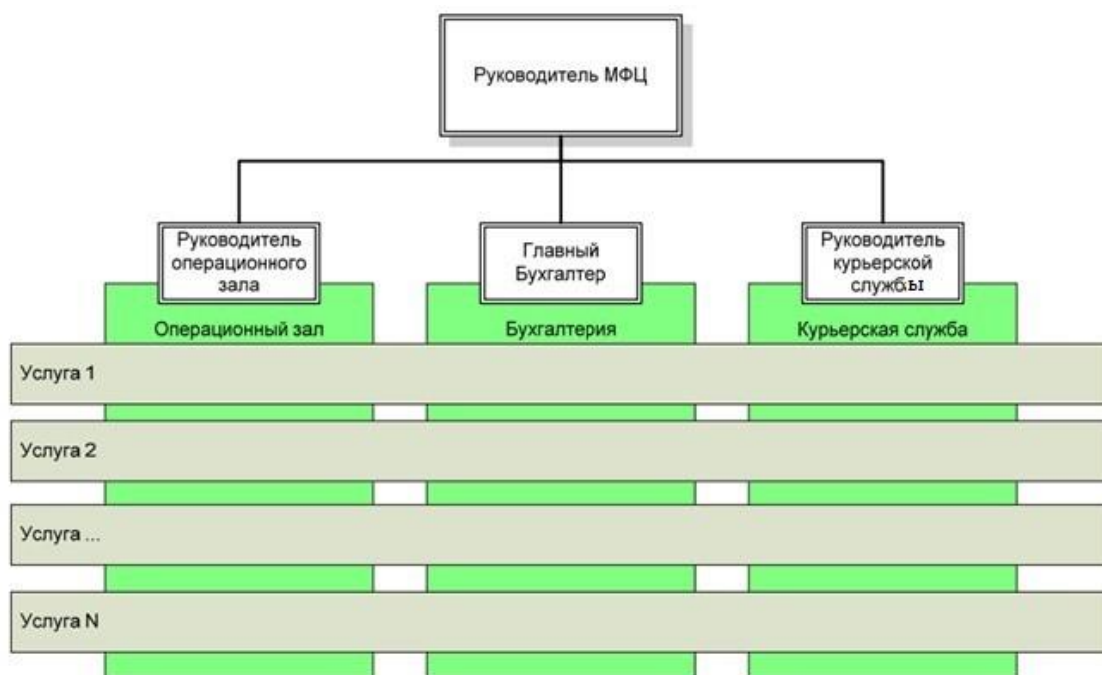 Руководитель МФЦ
Руководитель
операционного
зала
Главный
Бухгалтер
Руководитель
курьерской
службы
Операционный зал
Бухгалтерия
Курьерская служба
Услуга 1
Услуга 2
Услуга ...
Услуга N